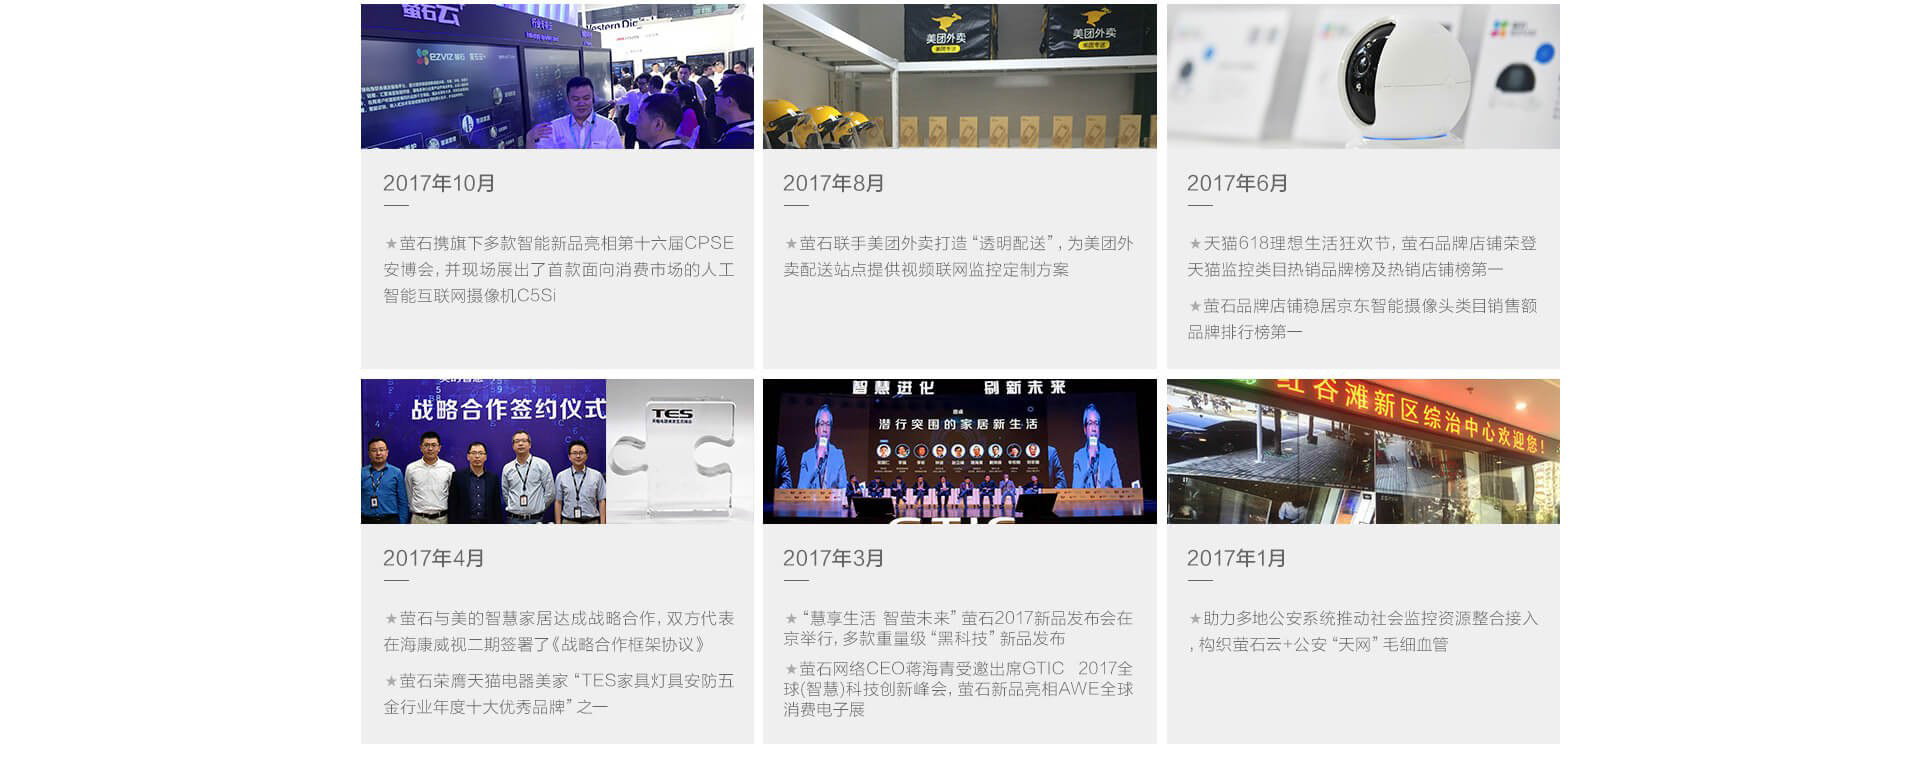 萤石云
Western Digital
ezviz 萤石
美团外卖
美团专送
美团外卖
美团专送
2017年10月
★萤石携旗下多款智能新品亮相第十六届CPSE
安博会，并现场展出了首款面向消费市场的人工
智能互联网摄像机C5Si
2017年8月
★萤石联手美团外卖打造“透明配送”，为美团外
卖配送站点提供视频联网监控定制方案
2017年6月
★天猫618理想生活狂欢节，萤石品牌店铺荣登
天猫监控类目热销品牌榜及热销店铺榜第一
★萤石品牌店铺稳居京东智能摄像头类目销售额
品牌排行榜第一
战略合作签约仪式
TES
智慧进化 创新未来
潜行突围的家居新生活
GTIC
红谷滩新区综治中心欢迎您!
2017年4月
★萤石与美的智慧家居达成战略合作，双方代表
在海康威视二期签署了《战略合作框架协议》
★萤石荣膺天猫电器美家“TES家具灯具安防五
金行业年度十大优秀品牌”之一
2017年3月
★“慧享生活 智萤未来”萤石2017新品发布会在
京举行，多款重量级“黑科技”新品发布
★萤石网络CEO蒋海青受邀出席GTIC 2017全
球(智慧)科技创新峰会，萤石新品亮相AWE全球
消费电子展
2017年1月
★助力多地公安系统推动社会监控资源整合接入
，构织萤石云+公安“天网”毛细血管